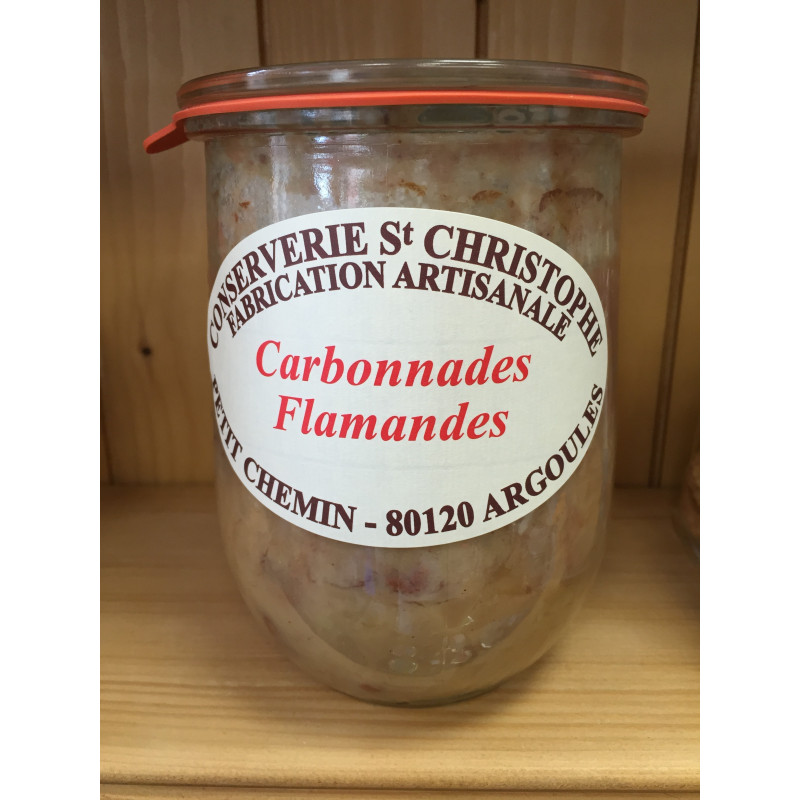 CONSERVERIE St CHRISTOPHE
FABRICATION ARTISANALE
Carbonnades
Flamandes
PETIT CHEMIN - 80120 ARGOULES